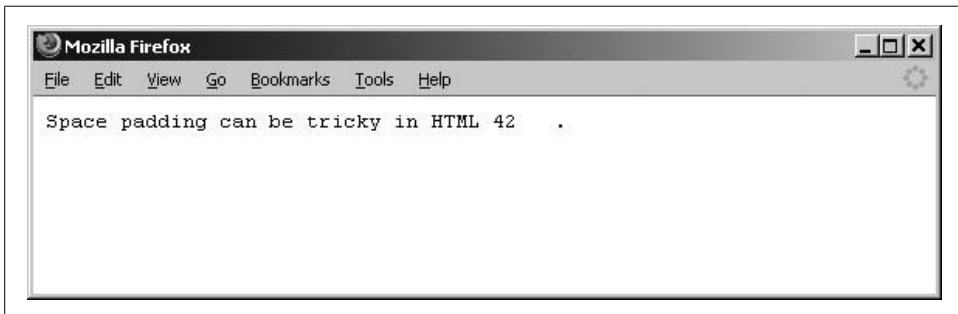 Mozilla Firefox
File Edit View Go Bookmarks Tools Help
Space padding can be tricky in HTML 42   .